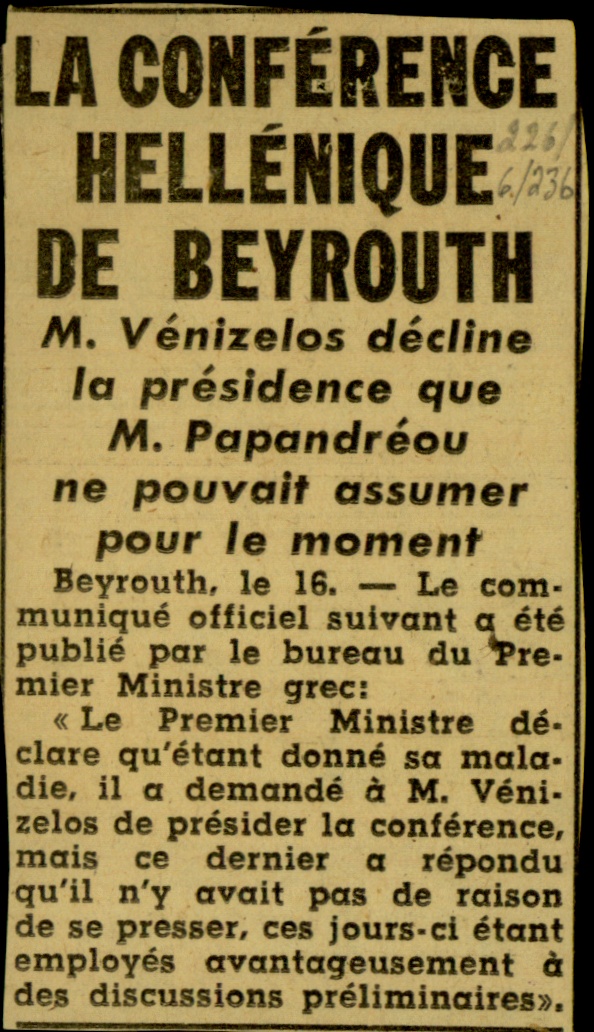 LA CONFÉRENCE
HELLÉNIQUE
226/
6./236
DE BEYROUTH
M. Vénizelos décline
la présidence que
M. Papandréou
ne pouvait assumer
pour le moment
Beyrouth, le 16. — Le com-
muniqué officiel suivant a été
publié par le bureau du Pre-
mier Ministre grec:
« Le Premier Ministre dé-
clare qu'étant donné sa mala-
die, il a demandé à M. Véni-
zelos de présider la conférence,
mais ce dernier a répondu
qu'il n'y avait pas de raison
de se presser, ces jours-ci étant
employés avantageusement à
des discussions préliminaires».